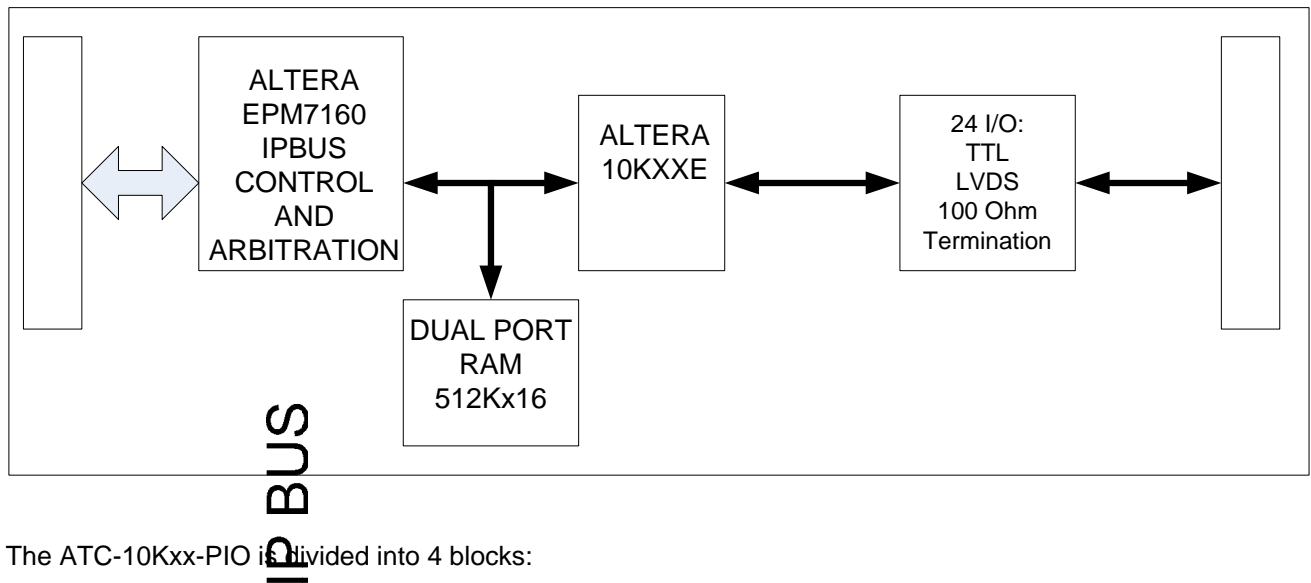 ALTERA
EPM7160
IPBUS
CONTROL
AND
ARBITRATION
ALTERA
10KXXE
24 I/O:
TTL
LVDS
100 Ohm
Termination
DUAL PORT
RAM
512Kx16
IP BUS
The ATC-10Kxx-PIO is divided into 4 blocks: